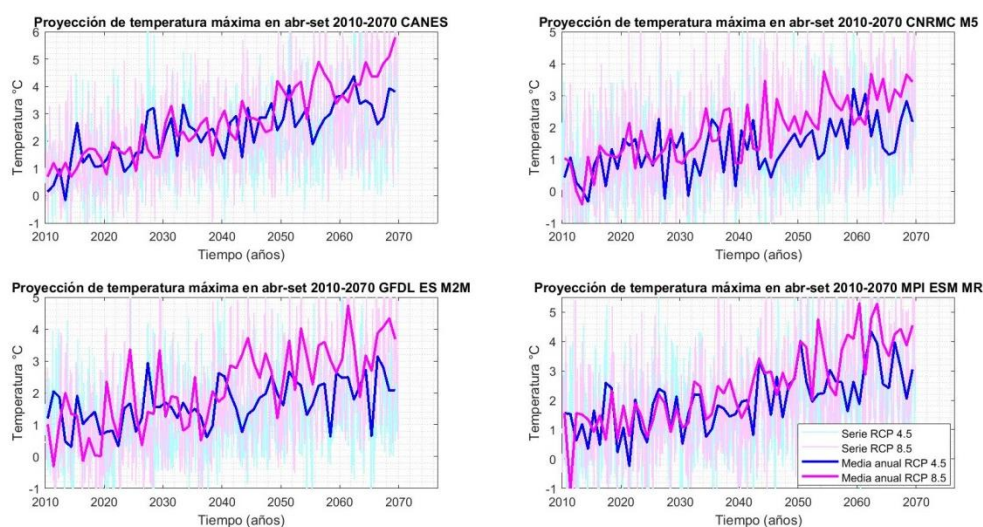 Proyección de temperatura máxima en abr-set 2010-2070 CANES
6
5
4
3
2
1
0
-1
Temperatura °C
2010 2020 2030 2040 2050 2060 2070
Tiempo (años)
Proyección de temperatura máxima en abr-set 2010-2070 CNRMC M5
5
4
3
2
1
0
-1
Temperatura °C
2010 2020 2030 2040 2050 2060 2070
Tiempo (años)
Proyección de temperatura máxima en abr-set 2010-2070 GFDL ES M2M
5
4
3
2
1
0
-1
Temperatura °C
2010 2020 2030 2040 2050 2060 2070
Tiempo (años)
Proyección de temperatura máxima en abr-set 2010-2070 MPI ESM MR
5
4
3
2
1
0
-1
Temperatura °C
2010 2020 2030 2040 2050 2060 2070
Tiempo (años)
Serie RCP 4.5
Serie RCP 8.5
Media anual RCP 4.5
Media anual RCP 8.5